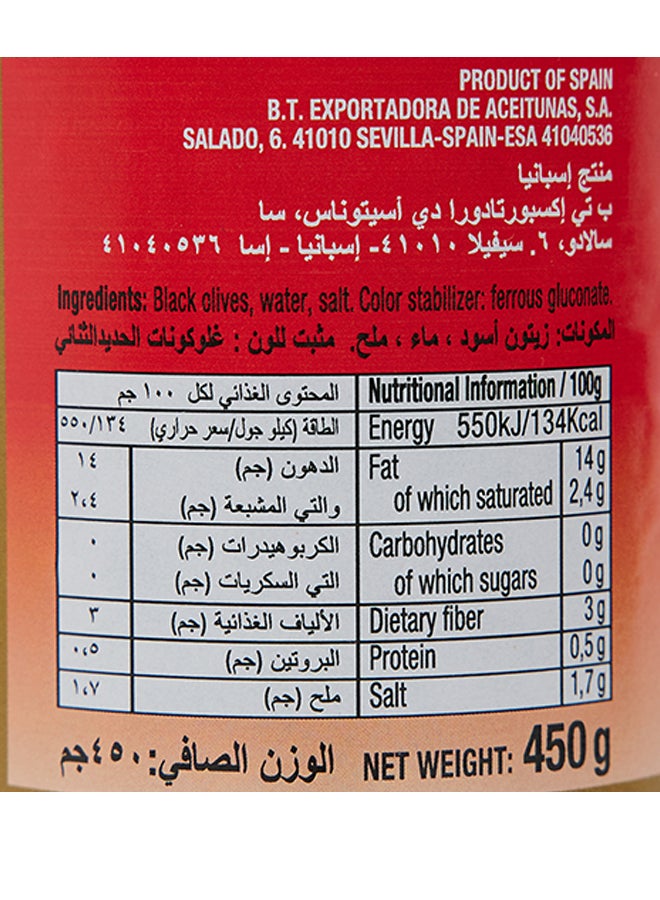 PRODUCT OF SPAIN
B.T. EXPORTADORA DE ACEITUNAS, S.A.
SALADO, 6. 41010 SEVILLA-SPAIN-ESA 41040536
منتج إسبانيا
ب تي إكسبورتادورا دي أسيتوناس، سا
سالادو، ٦. سيفيلا ٤١٠١٠- إسبانيا - إسا ٤١٠٤٠٥٣٦
Ingredients: Black olives, water, salt. Color stabilizer: ferrous gluconate.
المكونات: زيتون أسود ، ماء ، ملح. مثبت للون : غلوكونات الحديدالثنائي
المحتوى الغذائي لكل ١٠٠ جم Nutritional Information / 100g
الطاقة (كيلو جول/سعر حراري) ٥٥٠/١٣٤ Energy 550kJ/134Kcal
الدهون (جم) ١٤ Fat 14g
والتي المشبعة (جم) ٢,٤ of which saturated 2,4g
الكربوهيدرات (جم) ٠ Carbohydrates 0g
التي السكريات (جم) ٠ of which sugars 0g
الألياف الغذائية (جم) ٣ Dietary fiber 3g
البروتين (جم) ٠,٥ Protein 0,5g
ملح (جم) ١,٧ Salt 1,7g
الوزن الصافي: ٤٥٠جم NET WEIGHT: 450g